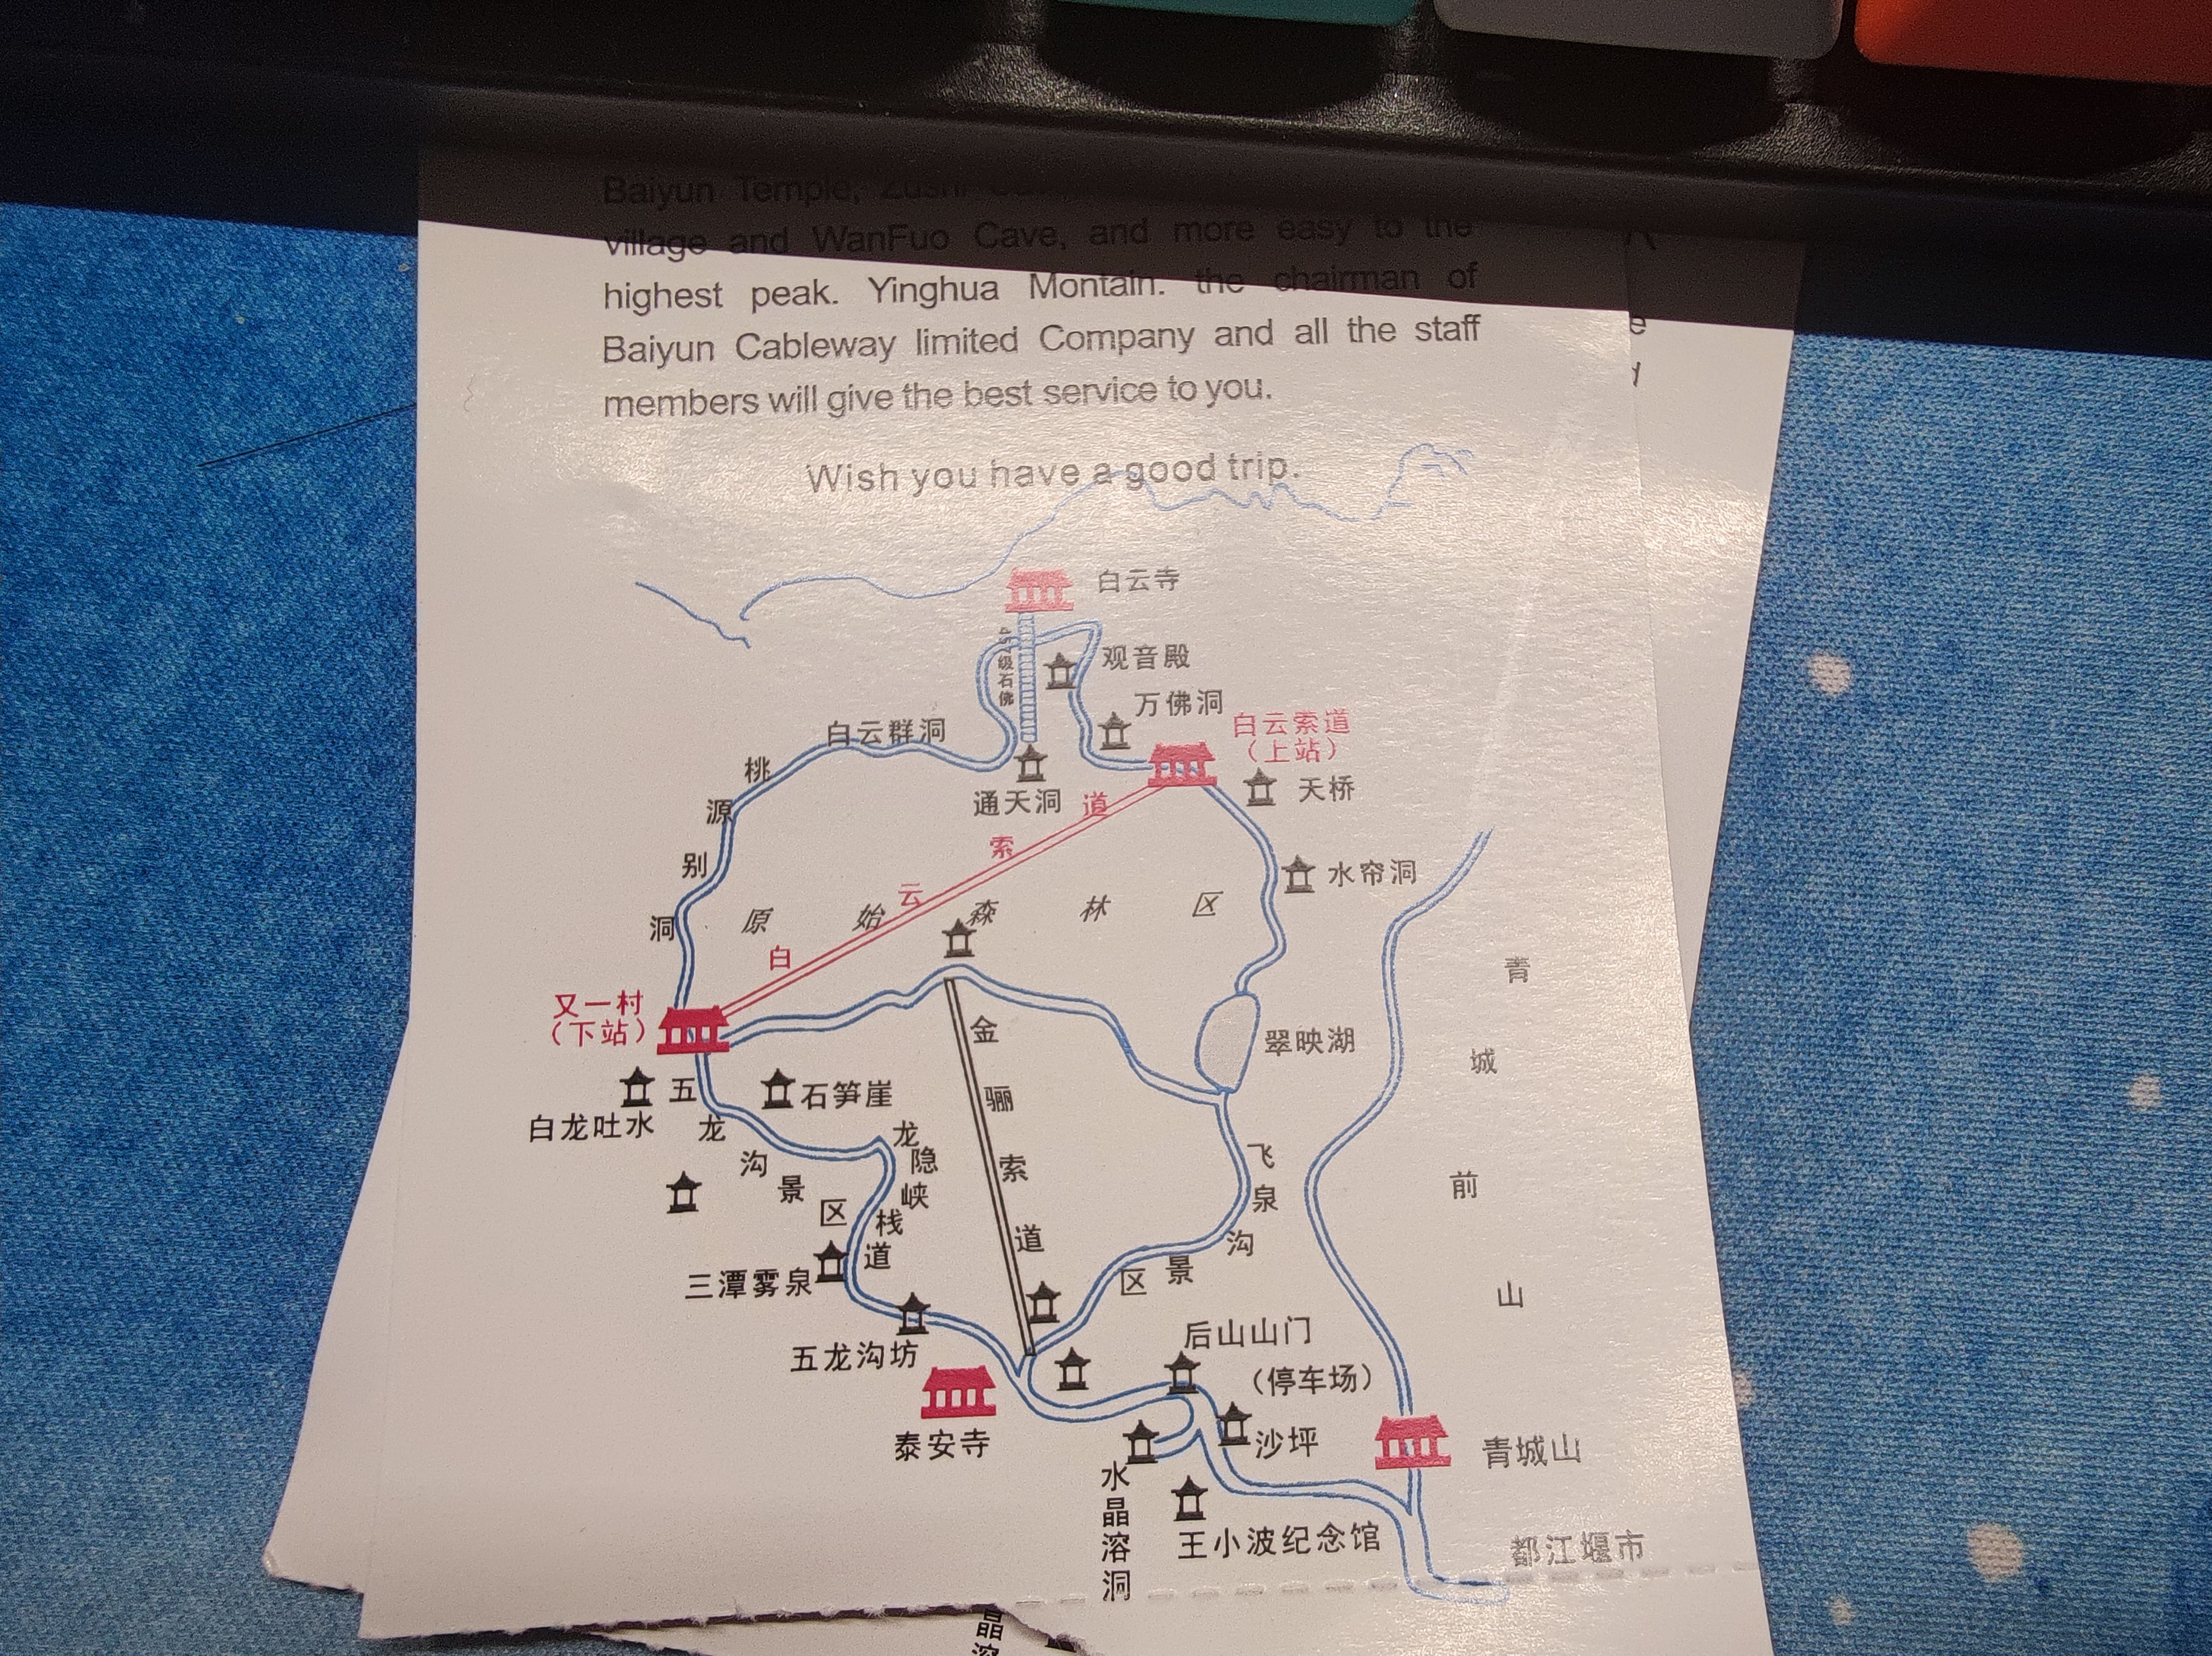 Baiyun Temple, Zushi
village and WanFuo Cave, and more easy to the
highest peak. Yinghua Montain. the chairman of
Baiyun Cableway limited Company and all the staff
members will give the best service to you.
Wish you have a good trip.
白云寺
级石佛
观音殿
万佛洞
白云索道
（上站）
白云群洞
通天洞
天桥
桃源别洞
水帘洞
白云索道
原始森林区
又一村
（下站）
翠映湖
金骊索道
白龙吐水
石笋崖
五龙沟景区
龙隐峡栈道
飞泉沟景区
三潭雾泉
五龙沟坊
泰安寺
后山山门
（停车场）
沙坪
水晶溶洞
王小波纪念馆
青城前山
青城山
都江堰市
晶溶